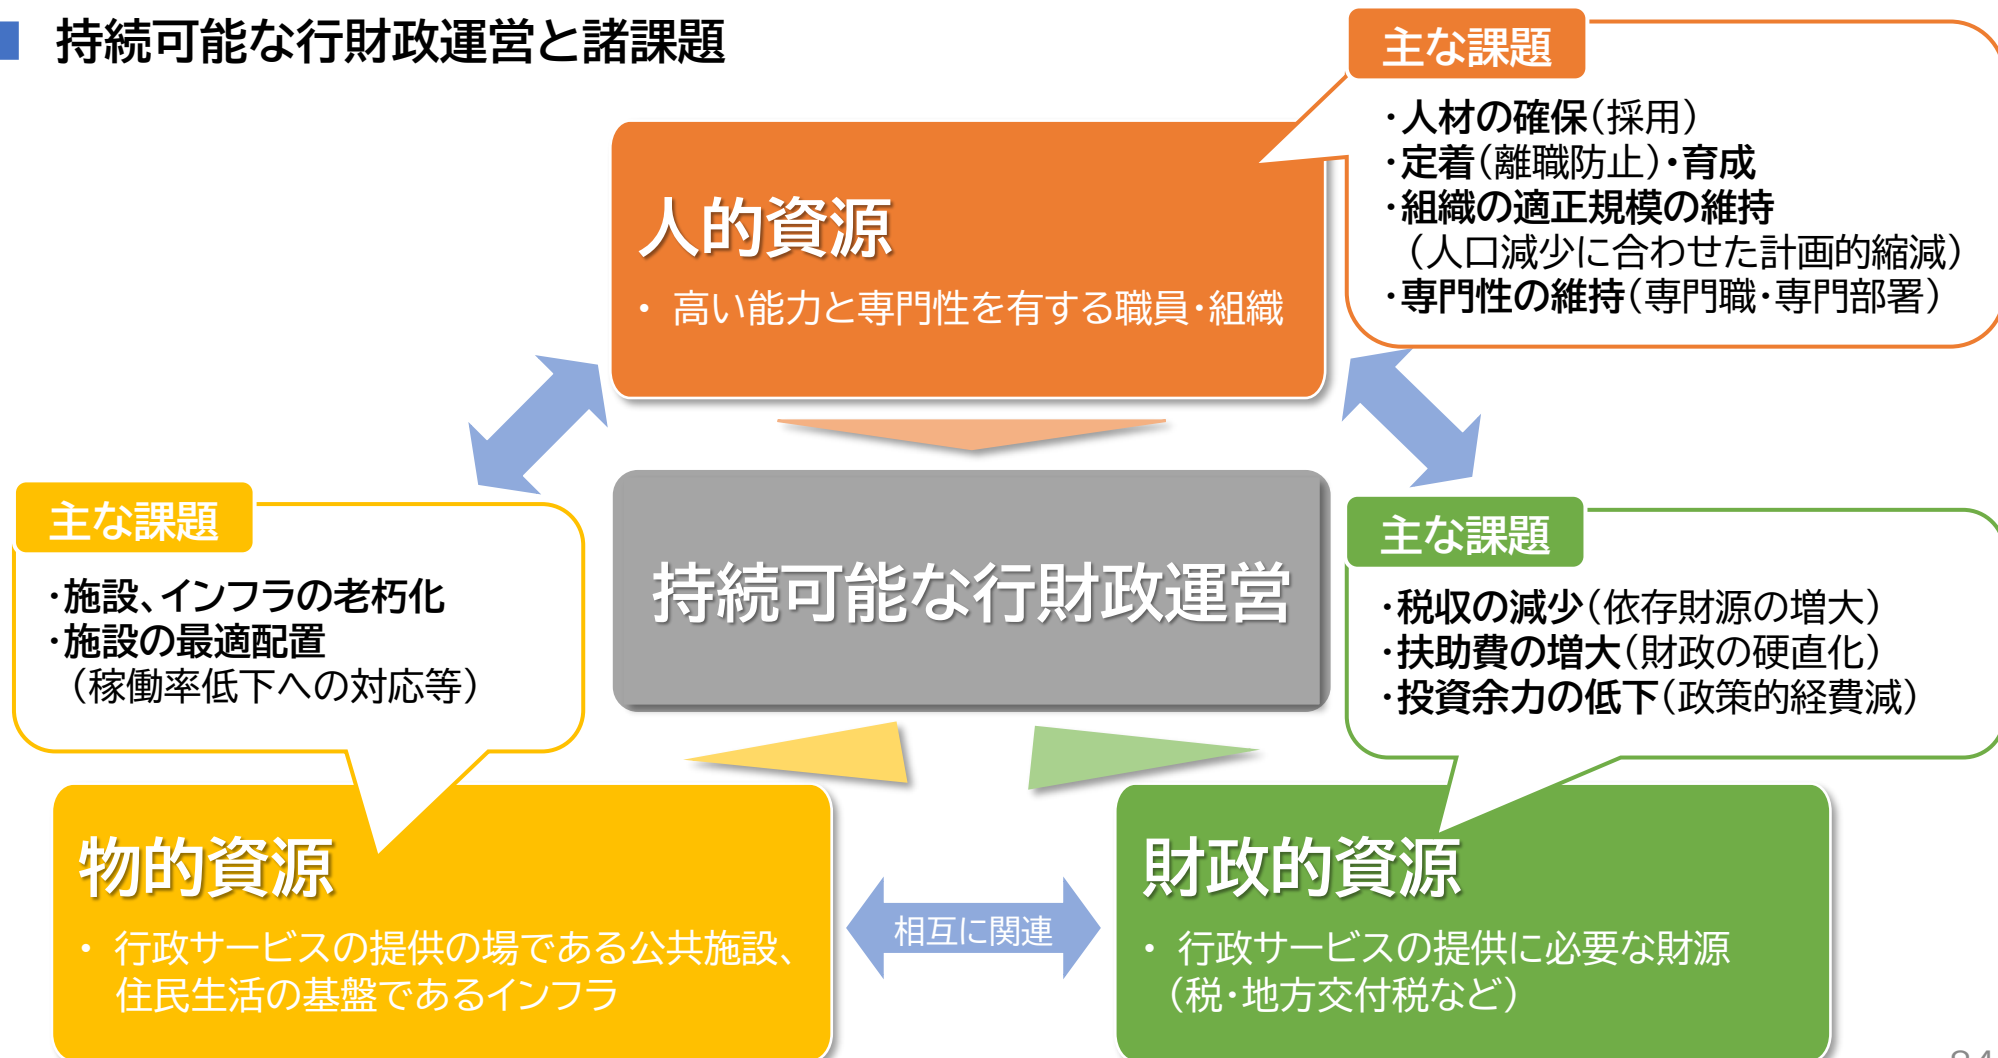 持続可能な行財政運営と諸課題
主な課題
・人材の確保（採用）
・定着（離職防止）・育成
・組織の適正規模の維持
（人口減少に合わせた計画的縮減）
・専門性の維持（専門職・専門部署）
人的資源
• 高い能力と専門性を有する職員・組織
主な課題
・施設、インフラの老朽化
・施設の最適配置
（稼働率低下への対応等）
持続可能な行財政運営
主な課題
・税収の減少（依存財源の増大）
・扶助費の増大（財政の硬直化）
・投資余力の低下（政策的経費減）
物的資源
• 行政サービスの提供の場である公共施設、
住民生活の基盤であるインフラ
相互に関連
財政的資源
• 行政サービスの提供に必要な財源
（税・地方交付税など）